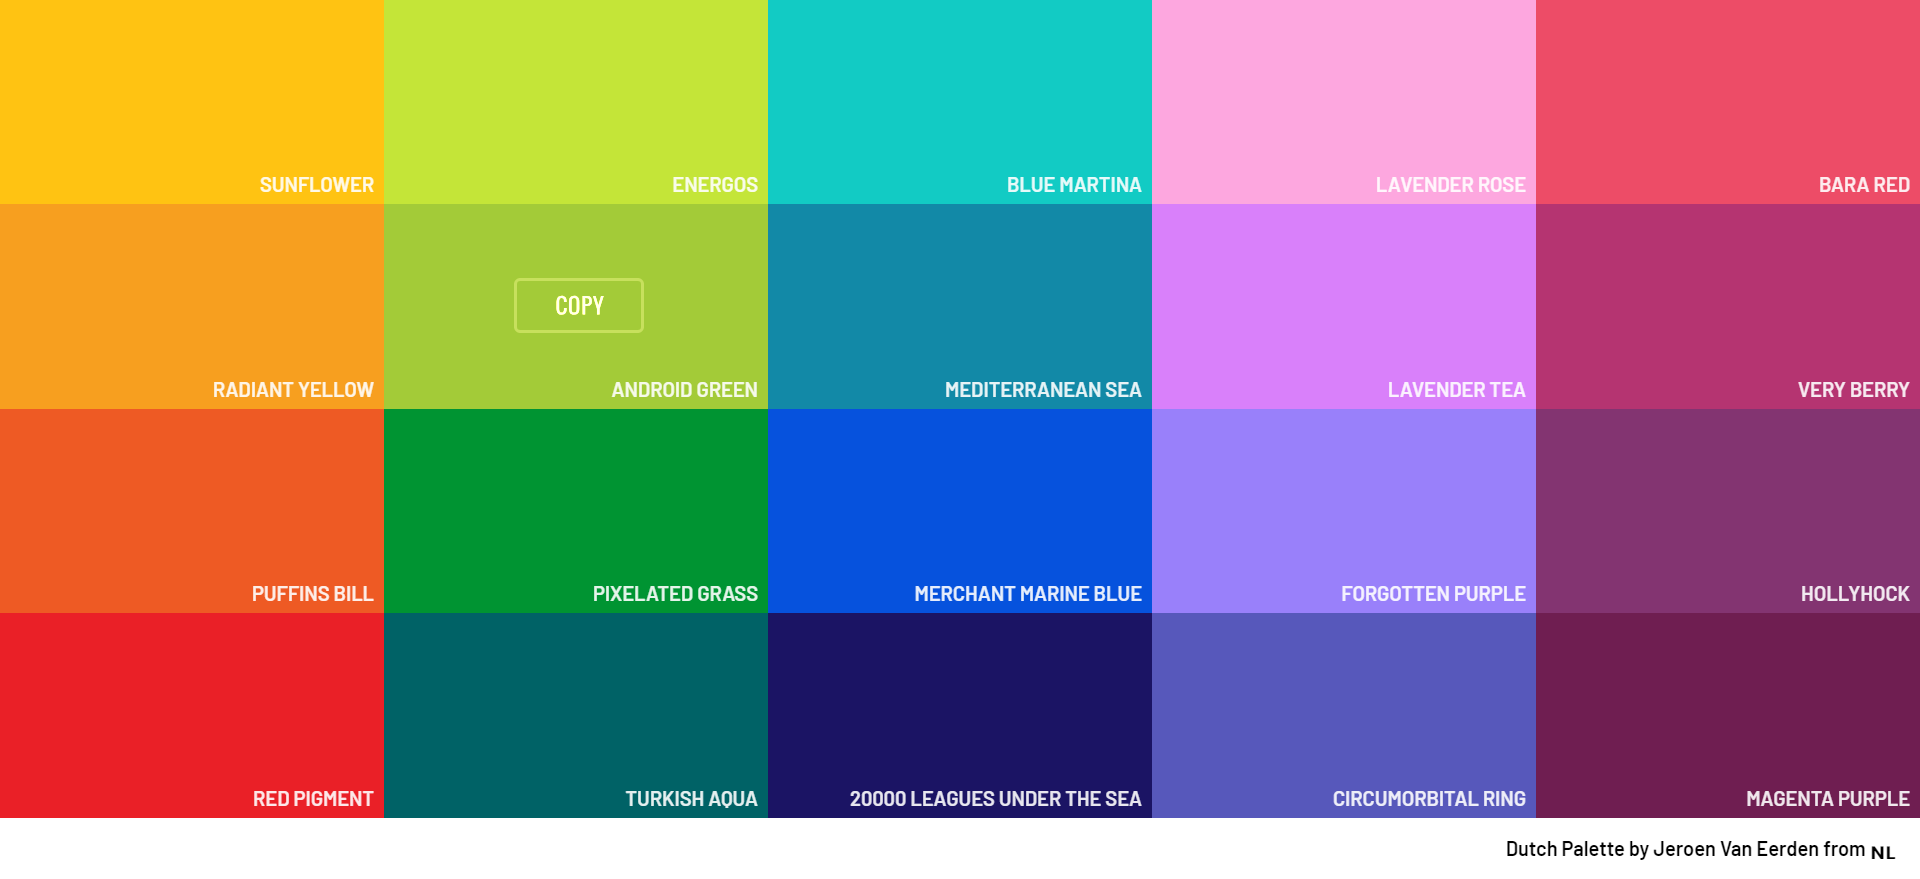 SUNFLOWER
ENERGOS
BLUE MARTINA
LAVENDER ROSE
BARA RED
RADIANT YELLOW
COPY
ANDROID GREEN
MEDITERRANEAN SEA
LAVENDER TEA
VERY BERRY
PUFFINS BILL
PIXELATED GRASS
MERCHANT MARINE BLUE
FORGOTTEN PURPLE
HOLLYHOCK
RED PIGMENT
TURKISH AQUA
20000 LEAGUES UNDER THE SEA
CIRCUMORBITAL RING
MAGENTA PURPLE
Dutch Palette by Jeroen Van Eerden from NL